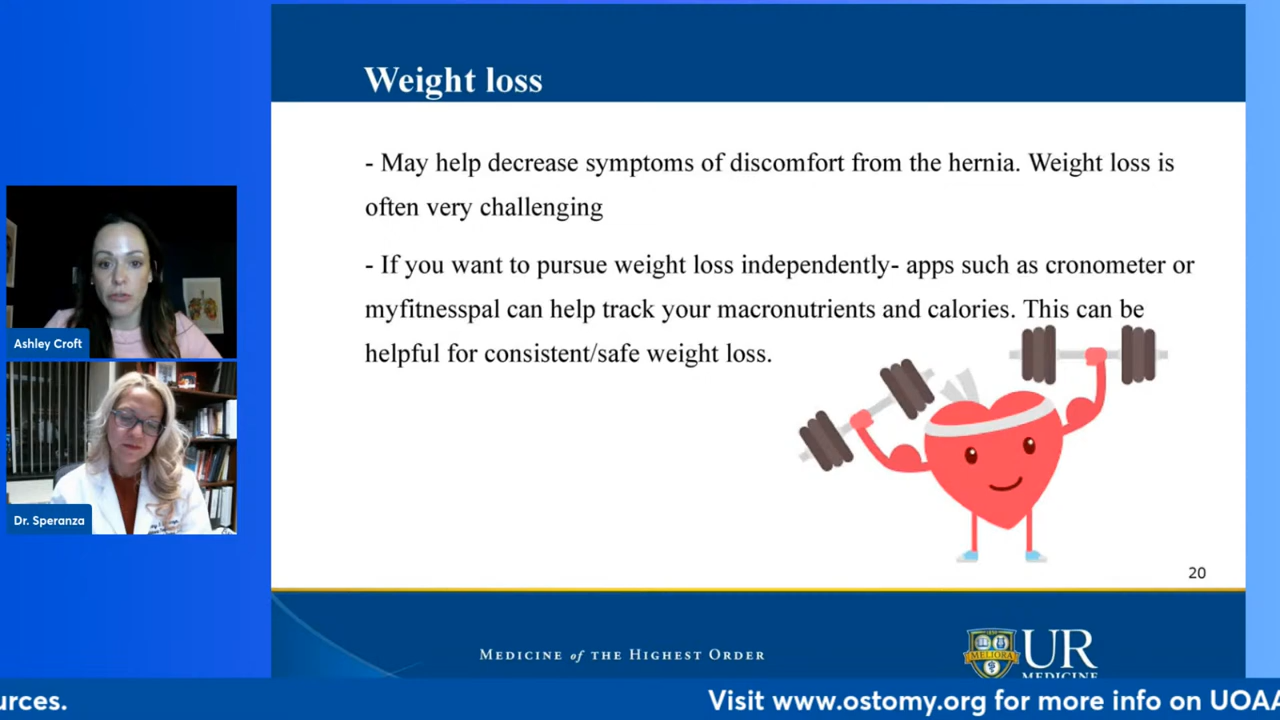 Weight loss
- May help decrease symptoms of discomfort from the hernia. Weight loss is
often very challenging
- If you want to pursue weight loss independently- apps such as cronometer or
myfitnesspal can help track your macronutrients and calories. This can be
helpful for consistent/safe weight loss.
Ashley Croft
Dr. Speranza
20
MEDICINE of THE HIGHEST ORDER
MELIORA
UR
MEDICINE
urces.
Visit www.ostomy.org for more info on UOAA